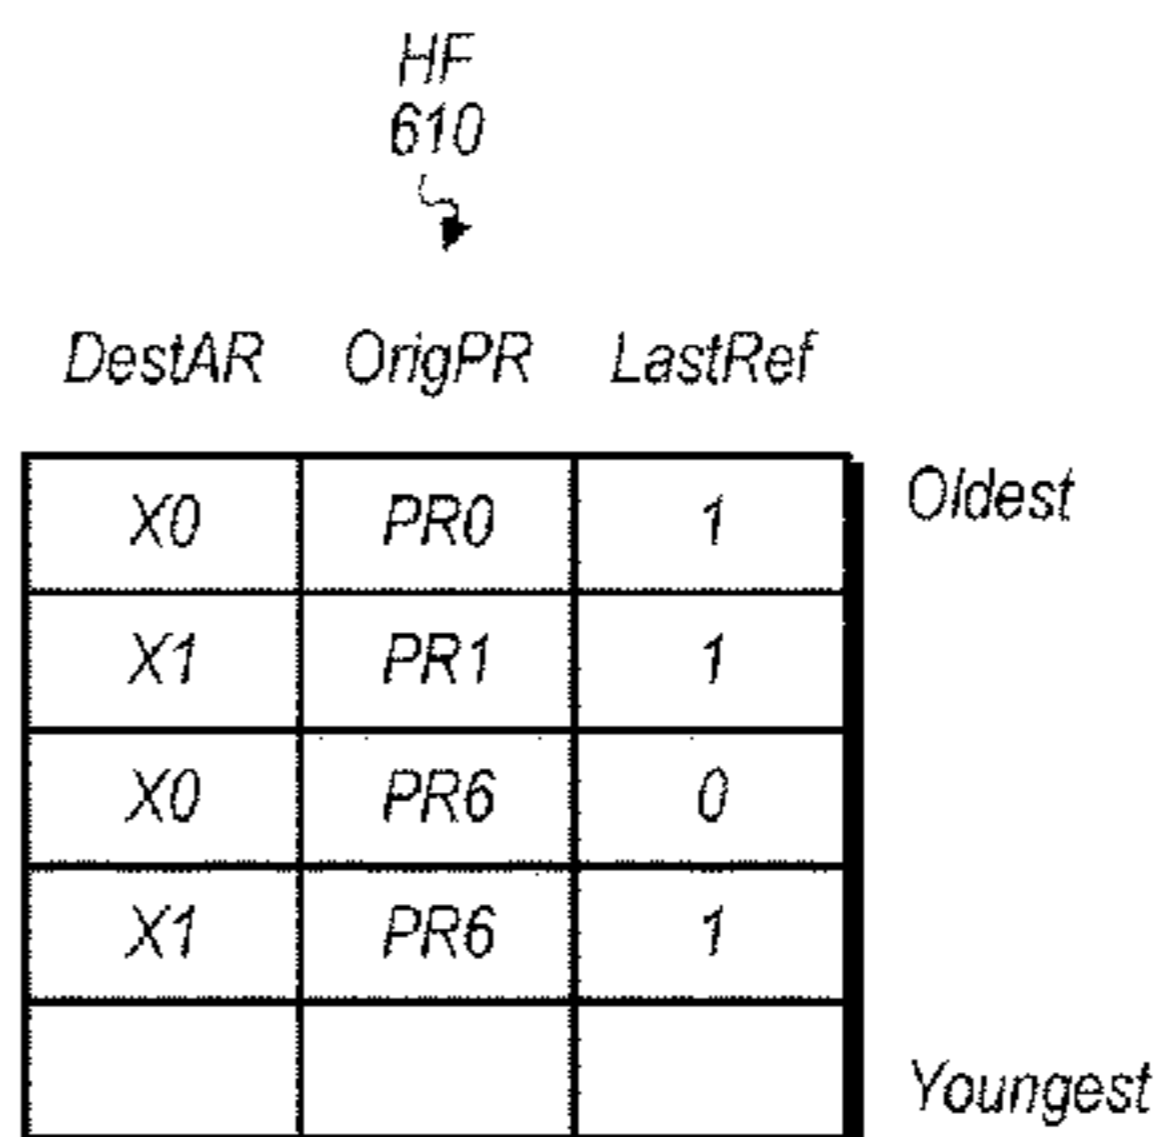 HF
610
DestAR OrigPR LastRef
X0 PR0 1 Oldest
X1 PR1 1
X0 PR6 0
X1 PR6 1
Youngest